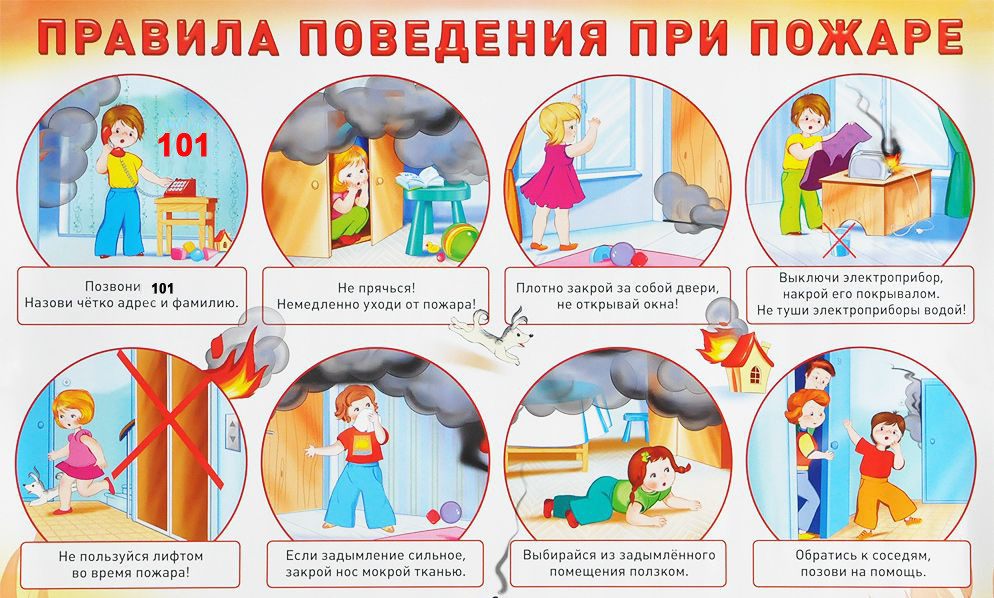 ПРАВИЛА ПОВЕДЕНИЯ ПРИ ПОЖАРЕ
101
Позвони 101
Назови чётко адрес и фамилию.
Не прячься!
Немедленно уходи от пожара!
Плотно закрой за собой двери,
не открывай окна!
Выключи электроприбор,
накрой его покрывалом.
Не туши электроприборы водой!
Не пользуйся лифтом
во время пожара!
Если задымление сильное,
закрой нос мокрой тканью.
Выбирайся из задымлённого
помещения ползком.
Обратись к соседям,
позови на помощь.